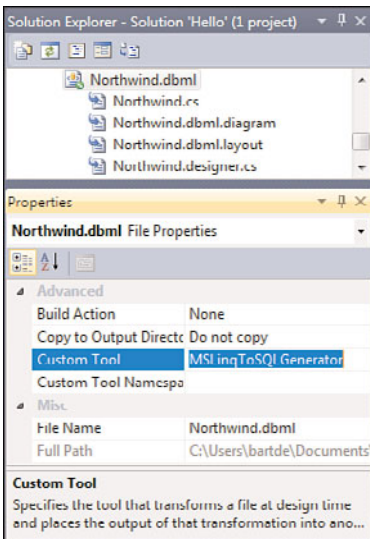 Solution Explorer - Solution 'Hello' (1 project)
Northwind.dbml
Northwind.cs
Northwind.dbml.diagram
Northwind.dbml.layout
Northwind.designer.cs
Properties
Northwind.dbml File Properties
Advanced
Build Action None
Copy to Output Directo Do not copy
Custom Tool MSLinqToSQLGenerator
Custom Tool Namespa
Misc
File Name Northwind.dbml
Full Path C:\Users\bartde\Documents\
Custom Tool
Specifies the tool that transforms a file at design time
and places the output of that transformation into ano...